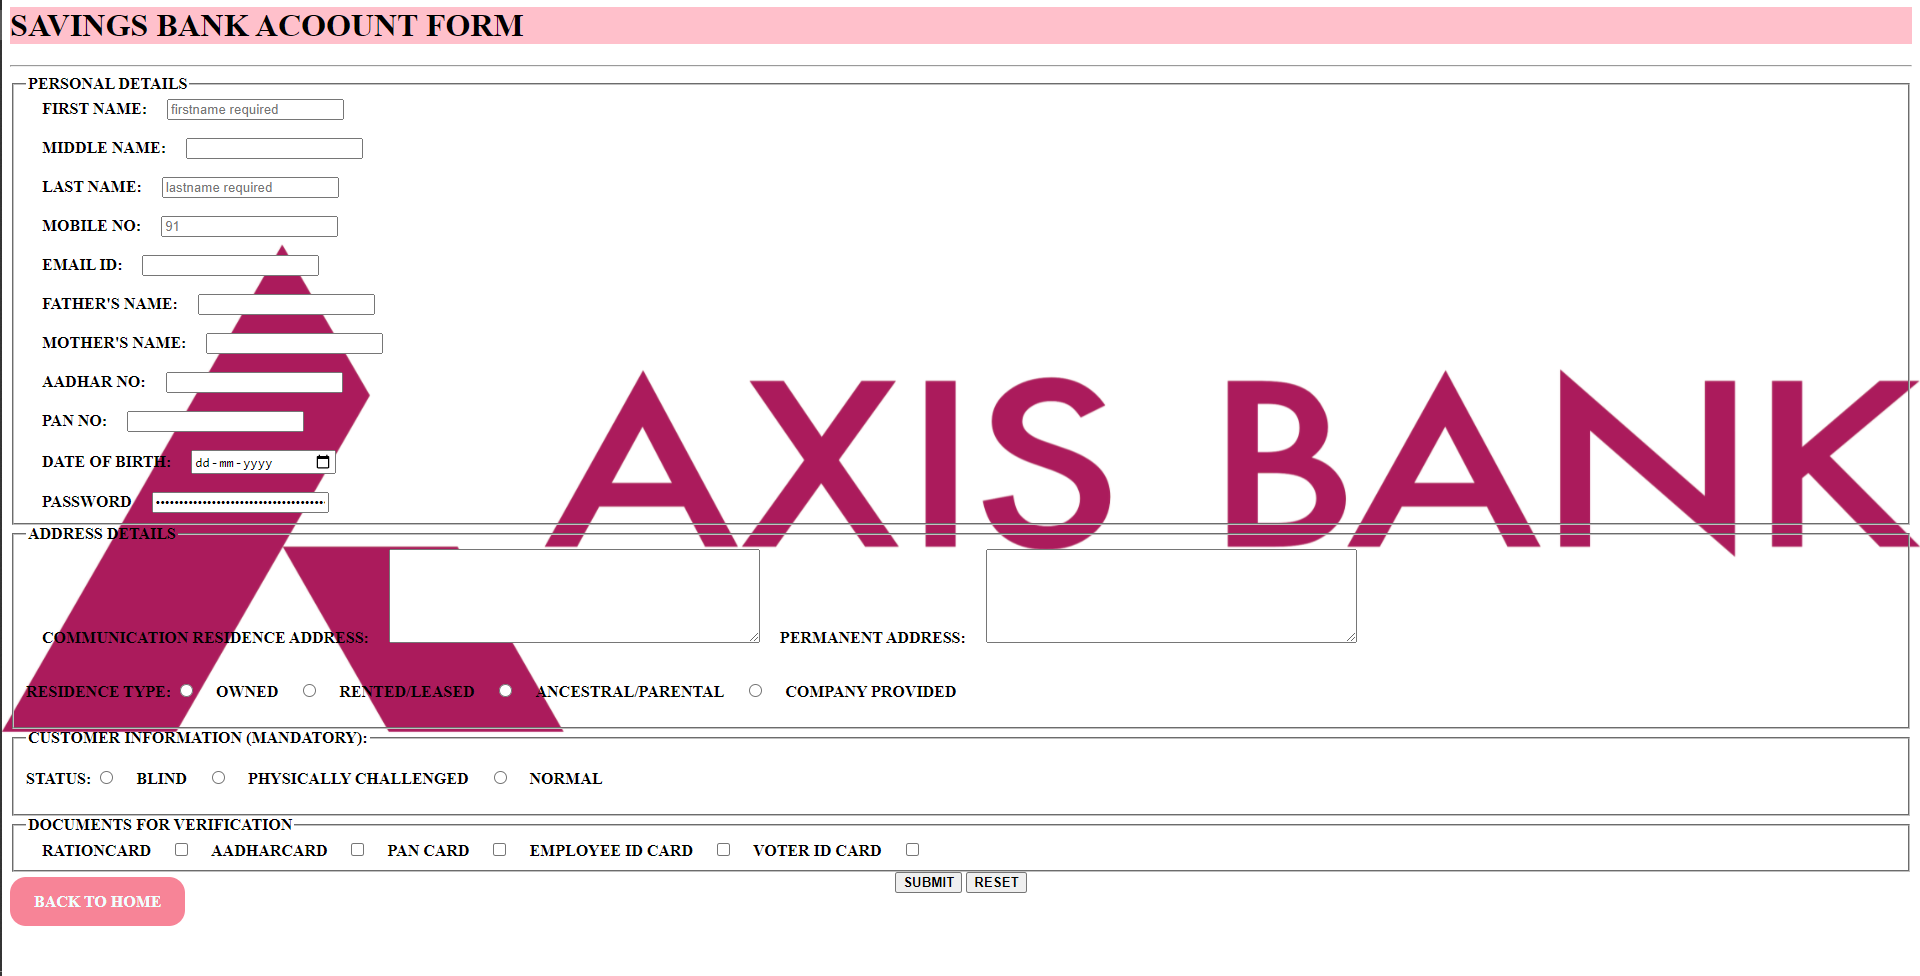 SAVINGS BANK ACOOUNT FORM
PERSONAL DETAILS
FIRST NAME: firstname required
MIDDLE NAME:
LAST NAME: lastname required
MOBILE NO: 91
EMAIL ID:
FATHER'S NAME:
MOTHER'S NAME:
AADHAR NO:
AXIS BANK
PAN NO:
DATE OF BIRTH: dd-mm-yyyy
PASSWORD
ADDRESS DETAILS
COMMUNICATION RESIDENCE ADDRESS: PERMANENT ADDRESS:
RESIDENCE TYPE: OWNED RENTED/LEASED ANCESTRAL/PARENTAL COMPANY PROVIDED
CUSTOMER INFORMATION (MANDATORY):
STATUS: BLIND PHYSICALLY CHALLENGED NORMAL
DOCUMENTS FOR VERIFICATION
RATIONCARD AADHARCARD PAN CARD EMPLOYEE ID CARD VOTER ID CARD
SUBMIT RESET
BACK TO HOME